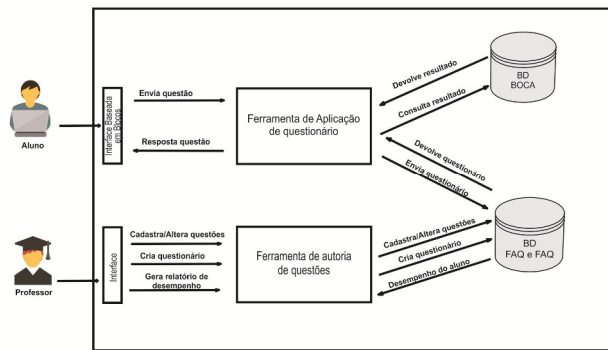 Aluno
Interface Baseada
em Blocos
Envia questão
Resposta questão
Ferramenta de Aplicação
de questionário
Devolve resultado
Consulta resultado
BD
BOCA
Devolve questionário
Envia questionário
Professor
Interface
Cadastra/Altera questões
Cria questionário
Gera relatório de
desempenho
Ferramenta de autoria
de questões
Cadastra/Altera questões
Cria questionário
Desempenho do aluno
BD
FAQ e FAQ